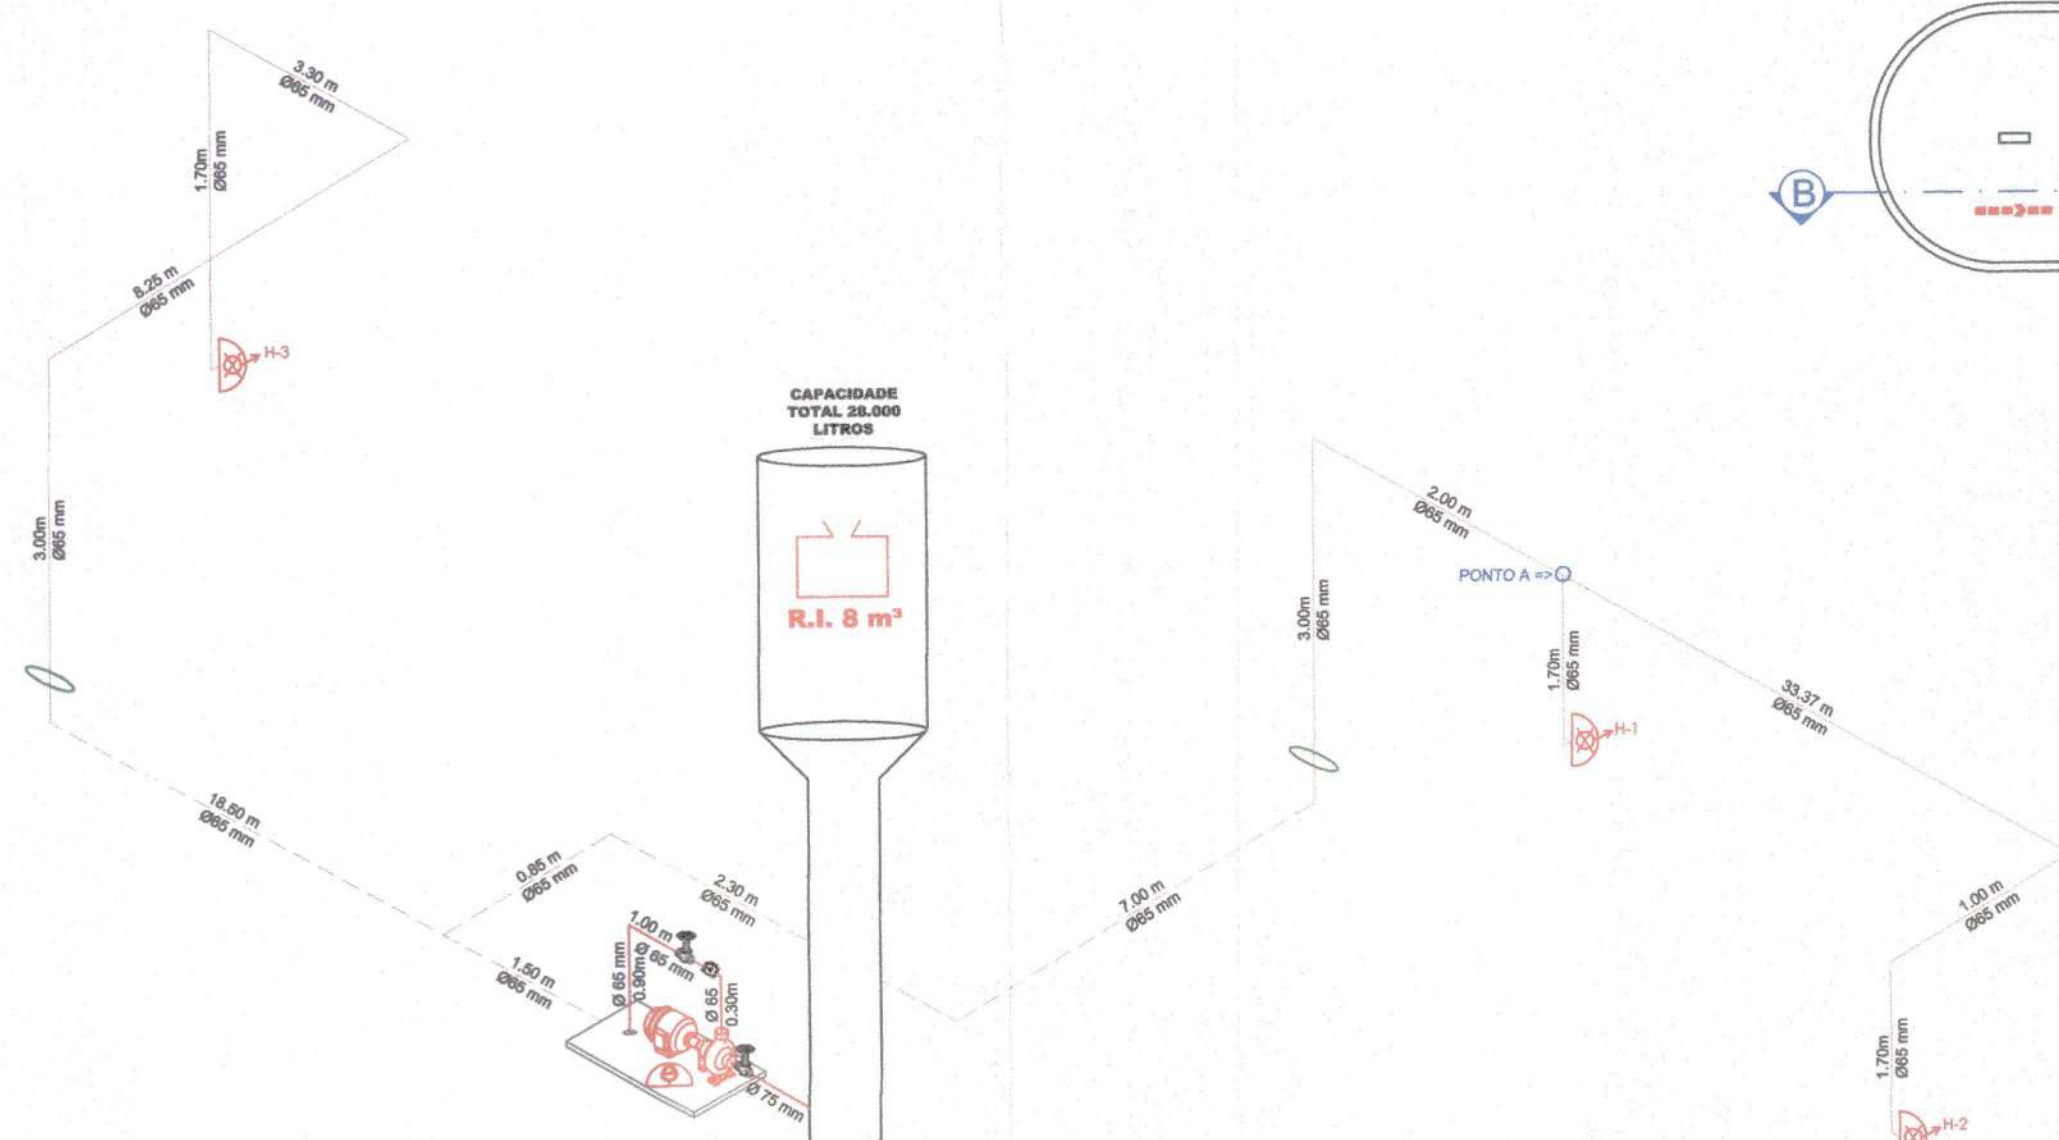 3.30 m
Ø65 mm
1.70m
Ø65 mm
B
8.25 m
Ø65 mm
H-3
CAPACIDADE
TOTAL 28.000
LITROS
3.00m
Ø65 mm
2.00 m
Ø65 mm
PONTO A =>
R.I. 8 m³
3.00m
Ø65 mm
1.70m
Ø65 mm
33.37 m
Ø65 mm
H-1
18.50 m
Ø65 mm
0.85 m
Ø65 mm
2.30 m
Ø65 mm
7.00 m
Ø65 mm
1.00 m
Ø65 mm
1.00 m
Ø 65 mm
Ø 65 mm
0.90m
1.50 m
Ø65 mm
Ø 65
0.30m
Ø 75 mm
1.70m
Ø65 mm
H-2